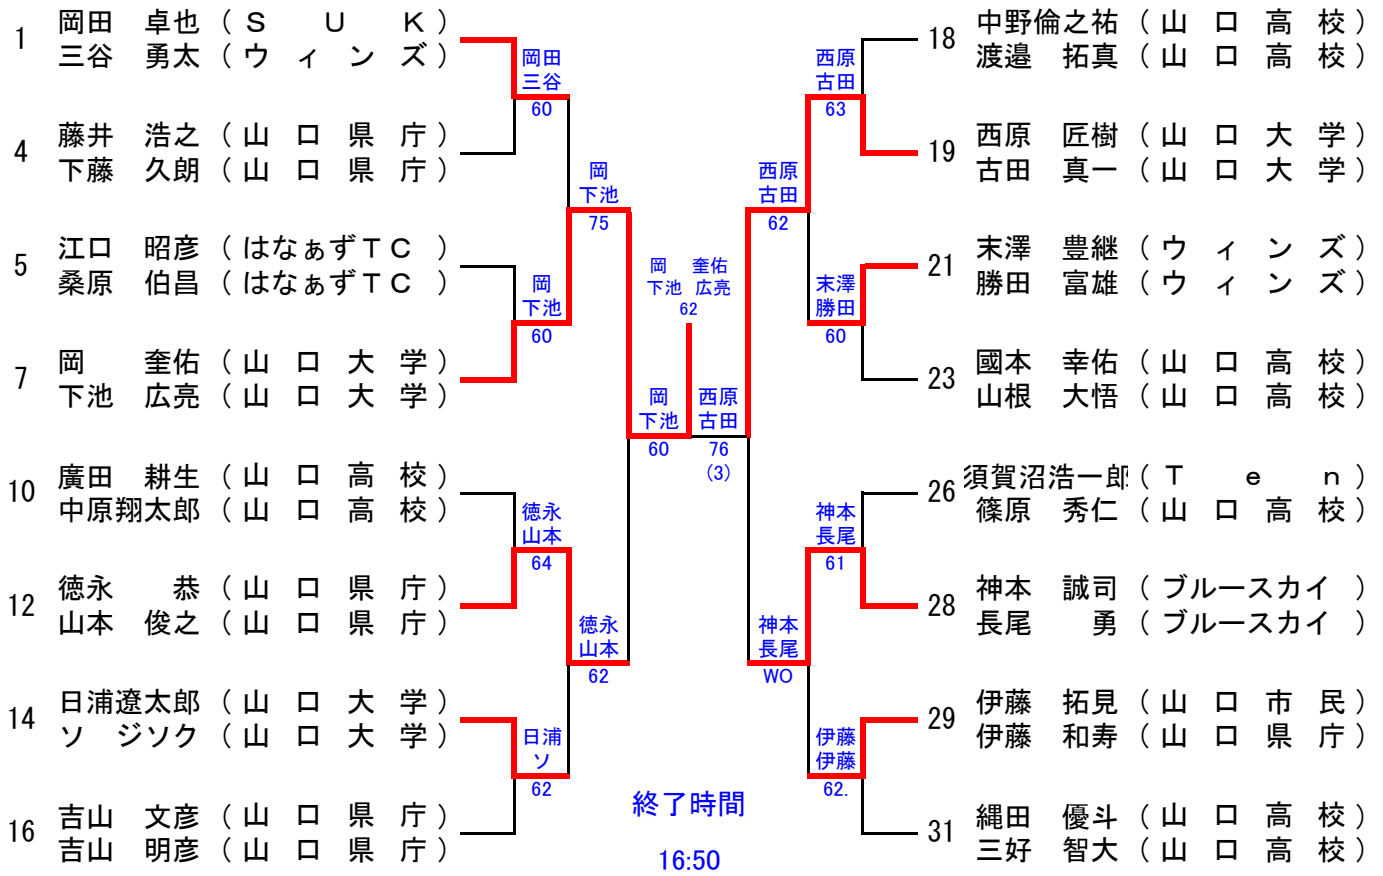 1
岡田 卓也 ( S U K )
三谷 勇太 ( ウィンズ )
4
藤井 浩之 ( 山口県庁 )
下藤 久朗 ( 山口県庁 )
5
江口 昭彦 ( はなぁずTC )
桑原 伯昌 ( はなぁずTC )
7
岡 奎佑 ( 山口大学 )
下池 広亮 ( 山口大学 )
10
廣田 耕生 ( 山口高校 )
中原翔太郎 ( 山口高校 )
12
徳永 恭 ( 山口県庁 )
山本 俊之 ( 山口県庁 )
14
日浦遼太郎 ( 山口大学 )
ソ ジソク ( 山口大学 )
16
吉山 文彦 ( 山口県庁 )
吉山 明彦 ( 山口県庁 )
岡田
三谷
60
岡
下池
60
徳永
山本
64
日浦
ソ
62
岡
下池
75
徳永
山本
62
岡
下池
60
岡 奎佑
下池 広亮
62
西原
古田
76
(3)
西原
古田
62
神本
長尾
WO
西原
古田
63
末澤
勝田
60
神本
長尾
61
伊藤
伊藤
62.
18
中野倫之祐 ( 山口高校 )
渡邉 拓真 ( 山口高校 )
19
西原 匠樹 ( 山口大学 )
古田 真一 ( 山口大学 )
21
末澤 豊継 ( ウィンズ )
勝田 富雄 ( ウィンズ )
23
國本 幸佑 ( 山口高校 )
山根 大悟 ( 山口高校 )
26
須賀沼浩一郎 ( T e n )
篠原 秀仁 ( 山口高校 )
28
神本 誠司 ( ブルースカイ )
長尾 勇 ( ブルースカイ )
29
伊藤 拓見 ( 山口市民 )
伊藤 和寿 ( 山口県庁 )
31
縄田 優斗 ( 山口高校 )
三好 智大 ( 山口高校 )
終了時間
16:50